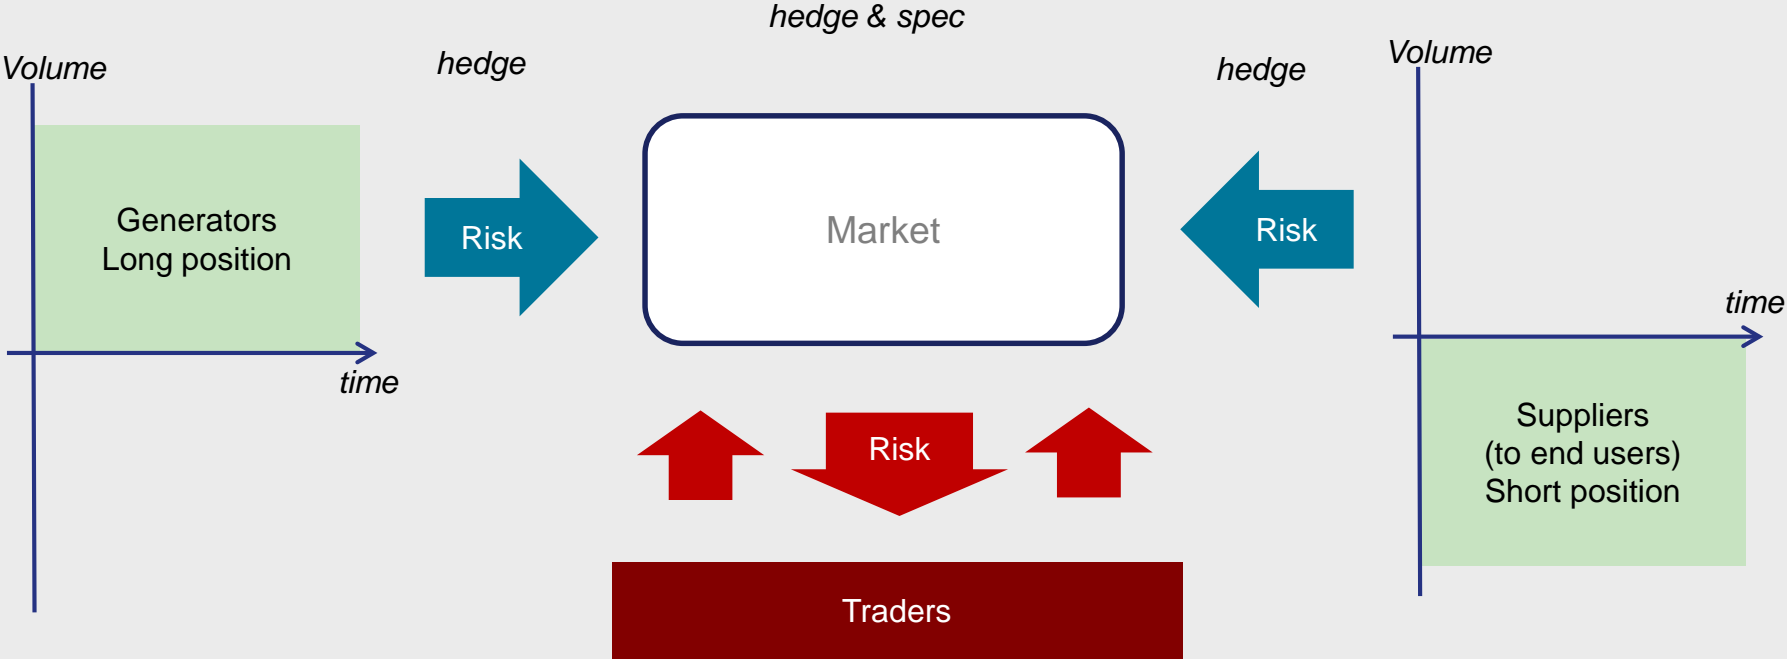 hedge & spec
Volume
hedge
hedge
Volume
Generators
Long position
Risk
Market
Risk
time
time
Risk
Suppliers
(to end users)
Short position
Traders